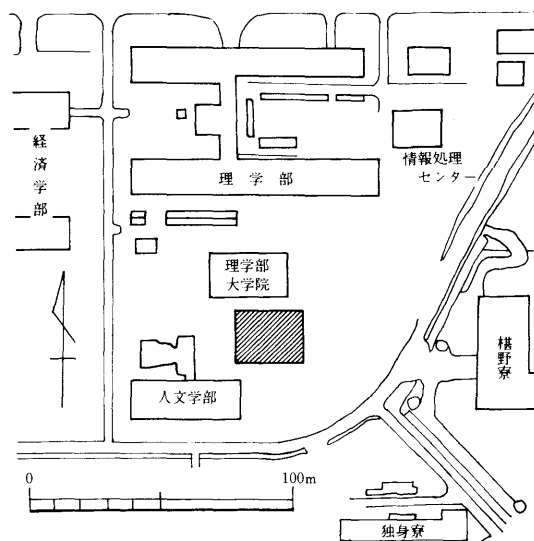 経済学部
理学部
情報処理
センター
理学部
大学院
椹野寮
人文学部
0 100m
独身寮